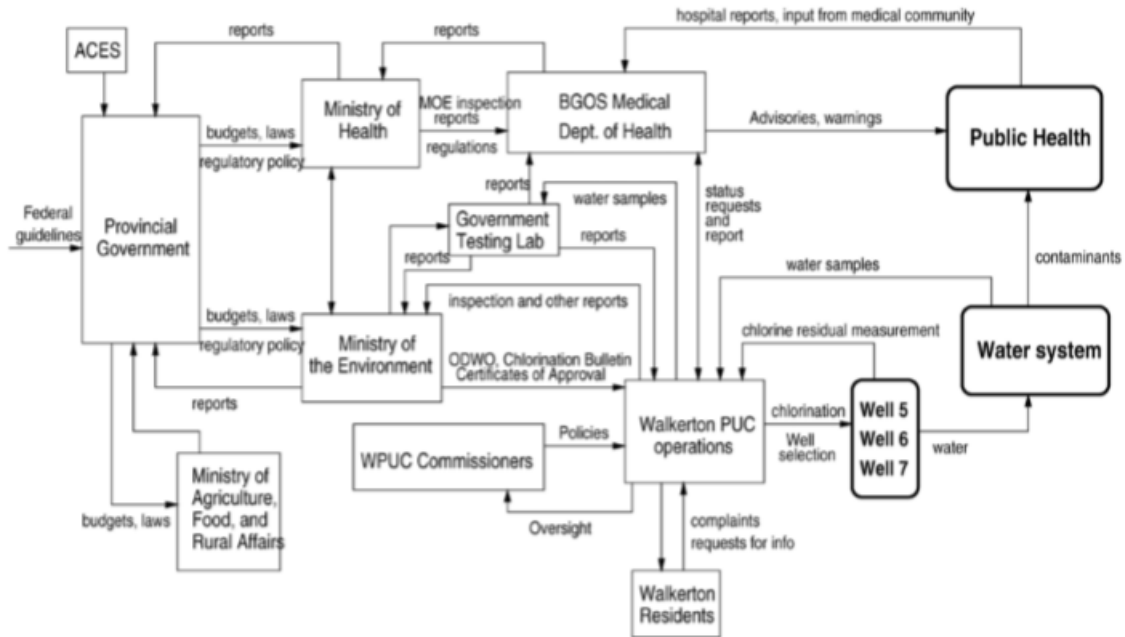 hospital reports, input from medical community
ACES
reports
reports
Ministry of
Health
MOE inspection
reports
regulations
BGOS Medical
Dept. of Health
Advisories, warnings
Public Health
budgets, laws
regulatory policy
Federal
guidelines
Provincial
Government
reports
water samples
status
requests
and
report
Government
Testing Lab
reports
reports
contaminants
water samples
inspection and other reports
budgets, laws
regulatory policy
Ministry of
the Environment
chlorine residual measurement
Water system
ODWO, Chlorination Bulletin
Certificates of Approval
reports
Walkerton PUC
operations
chlorination
Well
selection
Well 5
Well 6
Well 7
water
WPUC Commissioners
Policies
Oversight
Ministry of
Agriculture,
Food, and
Rural Affairs
budgets, laws
complaints
requests for info
Walkerton
Residents